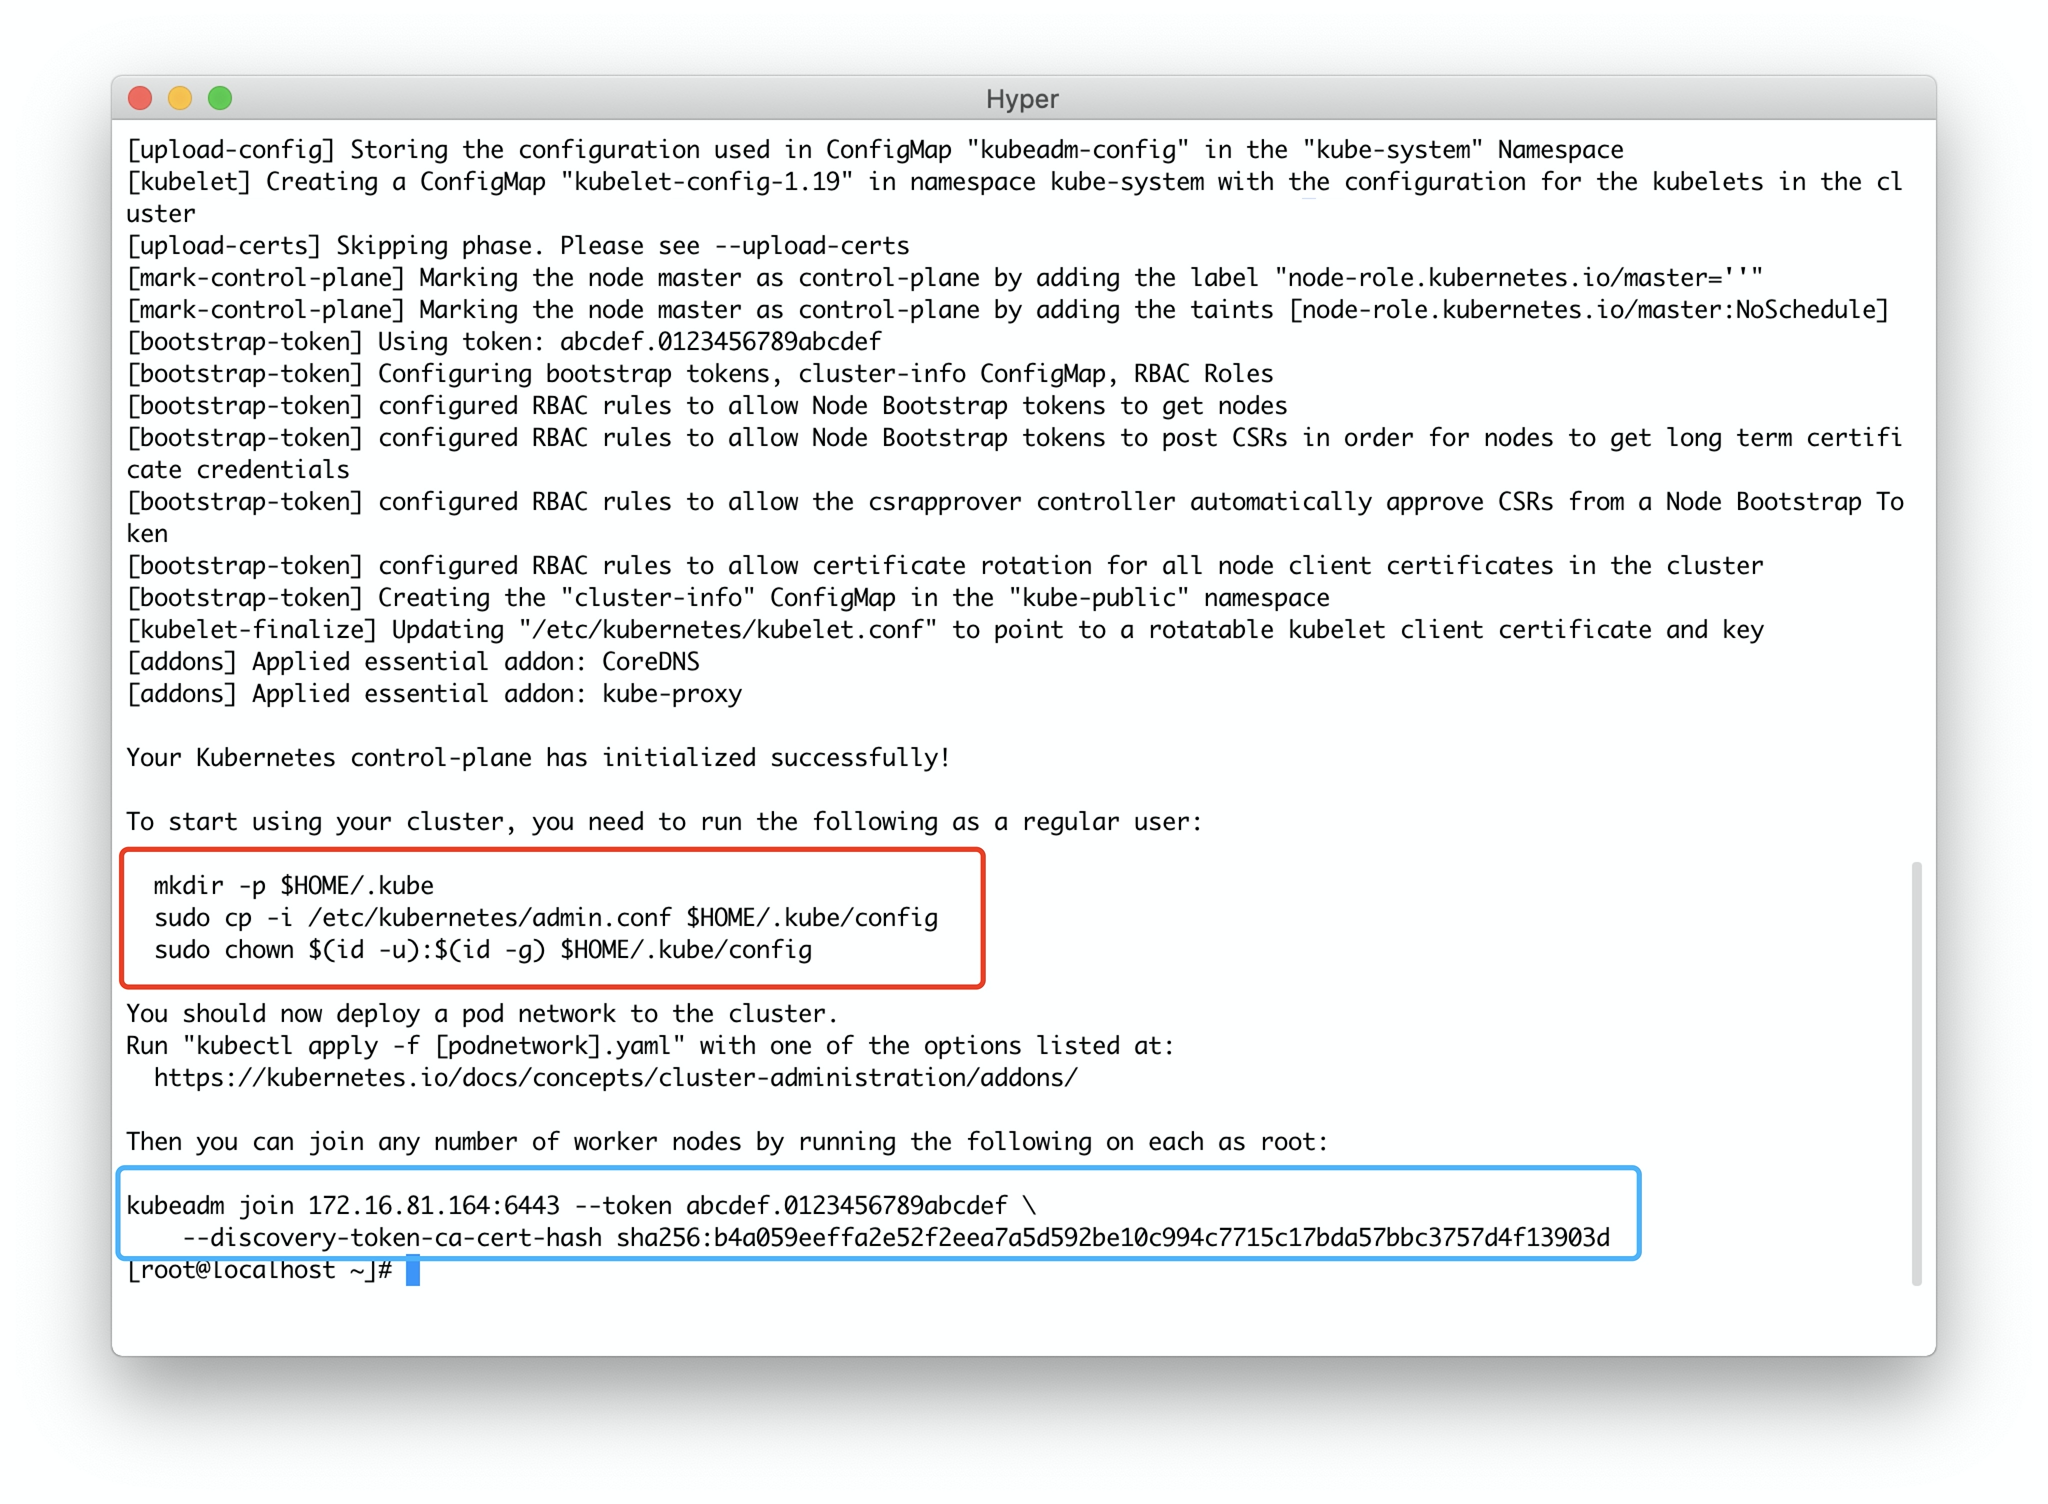 Hyper
[upload-config] Storing the configuration used in ConfigMap "kubeadm-config" in the "kube-system" Namespace
[kubelet] Creating a ConfigMap "kubelet-config-1.19" in namespace kube-system with the configuration for the kubelets in the cl
uster
[upload-certs] Skipping phase. Please see --upload-certs
[mark-control-plane] Marking the node master as control-plane by adding the label "node-role.kubernetes.io/master=''"
[mark-control-plane] Marking the node master as control-plane by adding the taints [node-role.kubernetes.io/master:NoSchedule]
[bootstrap-token] Using token: abcdef.0123456789abcdef
[bootstrap-token] Configuring bootstrap tokens, cluster-info ConfigMap, RBAC Roles
[bootstrap-token] configured RBAC rules to allow Node Bootstrap tokens to get nodes
[bootstrap-token] configured RBAC rules to allow Node Bootstrap tokens to post CSRs in order for nodes to get long term certifi
cate credentials
[bootstrap-token] configured RBAC rules to allow the csrapprover controller automatically approve CSRs from a Node Bootstrap To
ken
[bootstrap-token] configured RBAC rules to allow certificate rotation for all node client certificates in the cluster
[bootstrap-token] Creating the "cluster-info" ConfigMap in the "kube-public" namespace
[kubelet-finalize] Updating "/etc/kubernetes/kubelet.conf" to point to a rotatable kubelet client certificate and key
[addons] Applied essential addon: CoreDNS
[addons] Applied essential addon: kube-proxy
Your Kubernetes control-plane has initialized successfully!
To start using your cluster, you need to run the following as a regular user:
mkdir -p $HOME/.kube
sudo cp -i /etc/kubernetes/admin.conf $HOME/.kube/config
sudo chown $(id -u):$(id -g) $HOME/.kube/config
You should now deploy a pod network to the cluster.
Run "kubectl apply -f [podnetwork].yaml" with one of the options listed at:
https://kubernetes.io/docs/concepts/cluster-administration/addons/
Then you can join any number of worker nodes by running the following on each as root:
kubeadm join 172.16.81.164:6443 --token abcdef.0123456789abcdef \
--discovery-token-ca-cert-hash sha256:b4a059eeffa2e52f2eea7a5d592be10c994c7715c17bda57bbc3757d4f13903d
[root@localhost ~]#